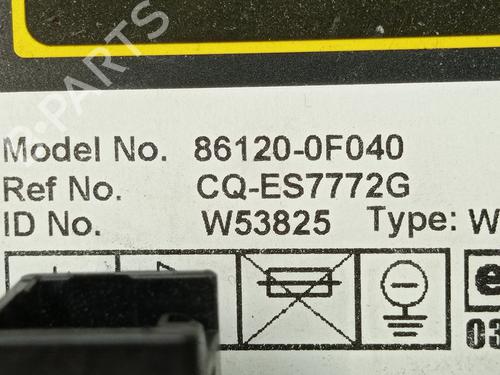 Model No. 86120-0F040
Ref No. CQ-ES7772G
ID No. W53825 Type: W
e
03